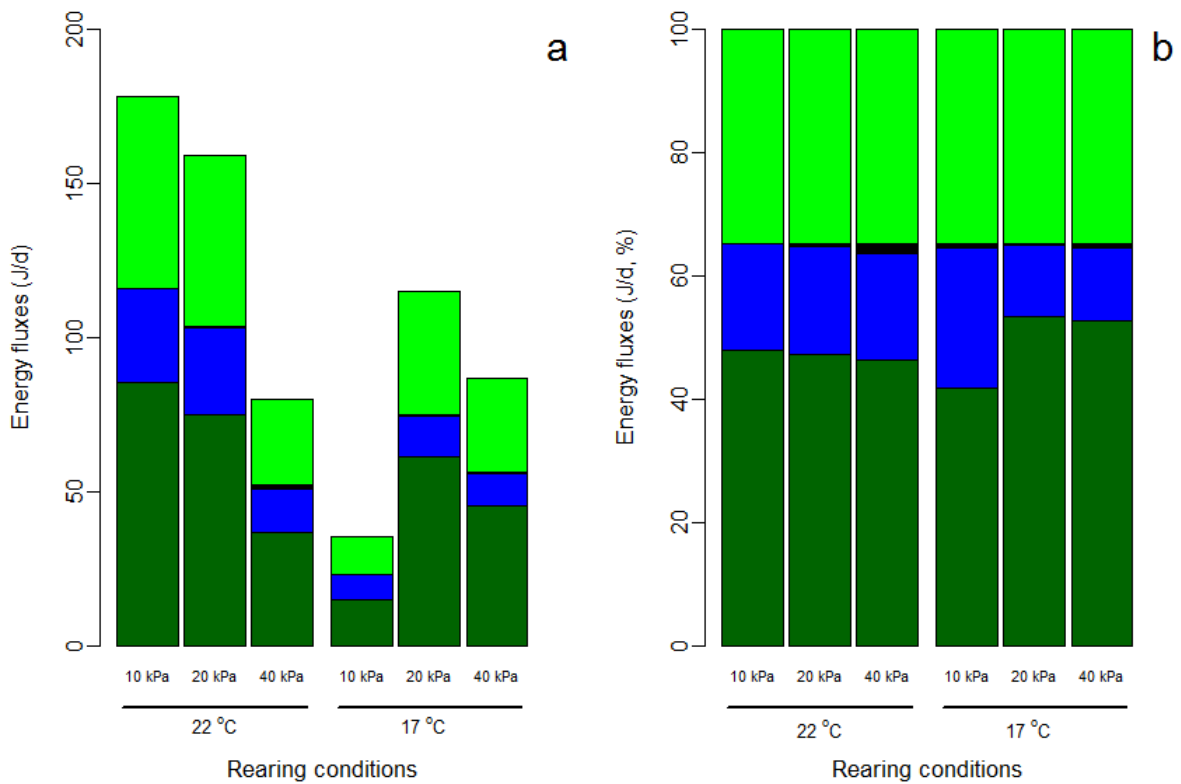 a
Energy fluxes (J/d)
200
150
100
50
0
10 kPa 20 kPa 40 kPa 10 kPa 20 kPa 40 kPa
22 °C 17 °C
Rearing conditions
b
Energy fluxes (J/d, %)
100
80
60
40
20
0
10 kPa 20 kPa 40 kPa 10 kPa 20 kPa 40 kPa
22 °C 17 °C
Rearing conditions